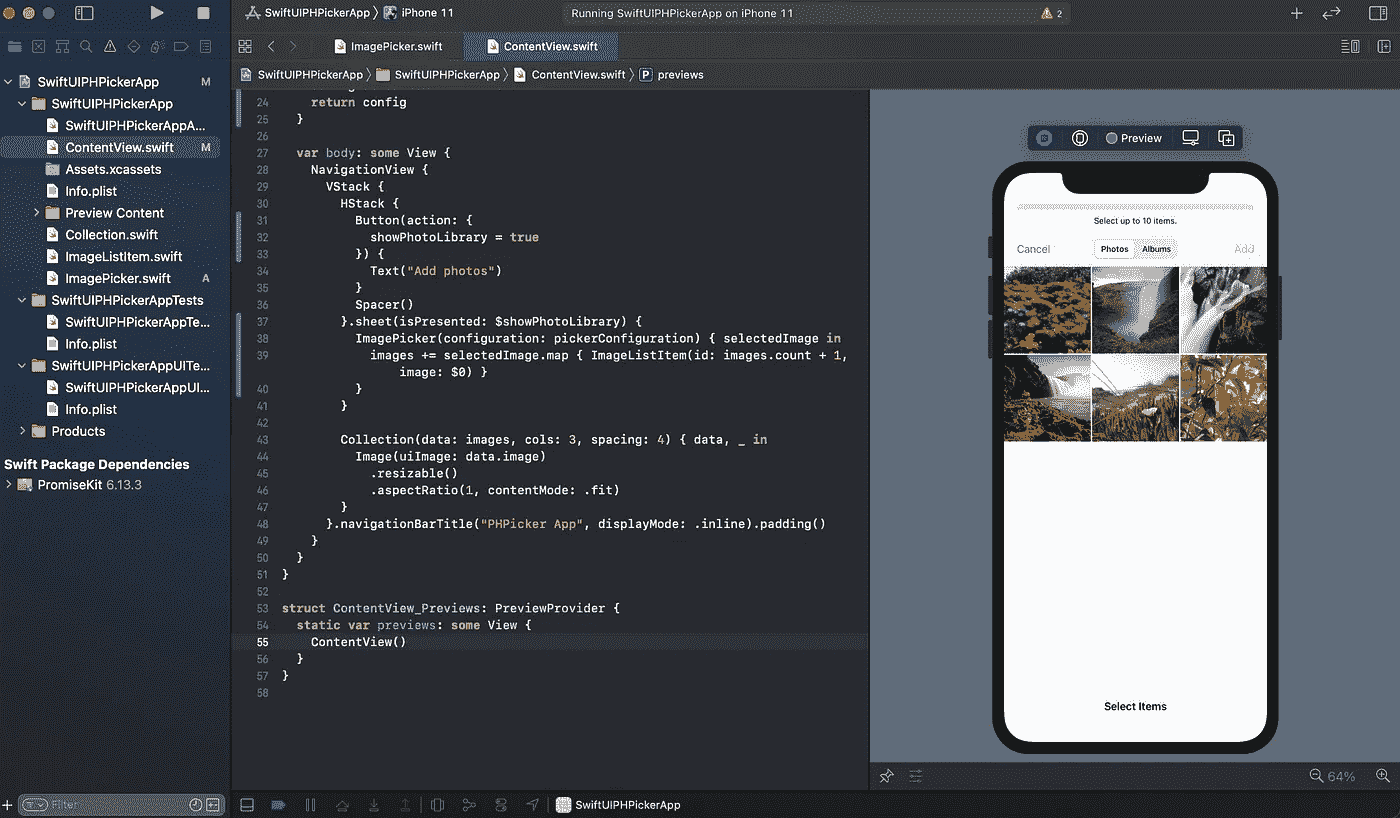 SwiftUIPHPickerApp
iPhone 11
Running SwiftUIPHPickerApp on iPhone 11
2
ImagePicker.swift
ContentView.swift
SwiftUIPHPickerApp
SwiftUIPHPickerApp
ContentView.swift
P
previews
SwiftUIPHPickerApp
M
SwiftUIPHPickerApp
SwiftUIPHPickerAppA...
ContentView.swift
M
Assets.xcassets
Info.plist
Preview Content
Collection.swift
ImageListItem.swift
ImagePicker.swift
A
SwiftUIPHPickerAppTests
SwiftUIPHPickerAppTe...
Info.plist
SwiftUIPHPickerAppUITe...
SwiftUIPHPickerAppUI...
Info.plist
Products
Swift Package Dependencies
PromiseKit 6.13.3
Filter
24 return config
25 }
26
27 var body: some View {
28 NavigationView {
29 VStack {
30 HStack {
31 Button(action: {
32 showPhotoLibrary = true
33 }) {
34 Text("Add photos")
35 }
36 Spacer()
37 }.sheet(isPresented: $showPhotoLibrary) {
38 ImagePicker(configuration: pickerConfiguration) { selectedImage in
39 images += selectedImage.map { ImageListItem(id: images.count + 1,
image: $0) }
40 }
41 }
42
43 Collection(data: images, cols: 3, spacing: 4) { data, _ in
44 Image(uiImage: data.image)
45 .resizable()
46 .aspectRatio(1, contentMode: .fit)
47 }
48 }.navigationBarTitle("PHPicker App", displayMode: .inline).padding()
49 }
50 }
51 }
52
53 struct ContentView_Previews: PreviewProvider {
54 static var previews: some View {
55 ContentView()
56 }
57 }
58
Preview
Select up to 10 items.
Cancel
Photos
Albums
Add
Select Items
64%
SwiftUIPHPickerApp